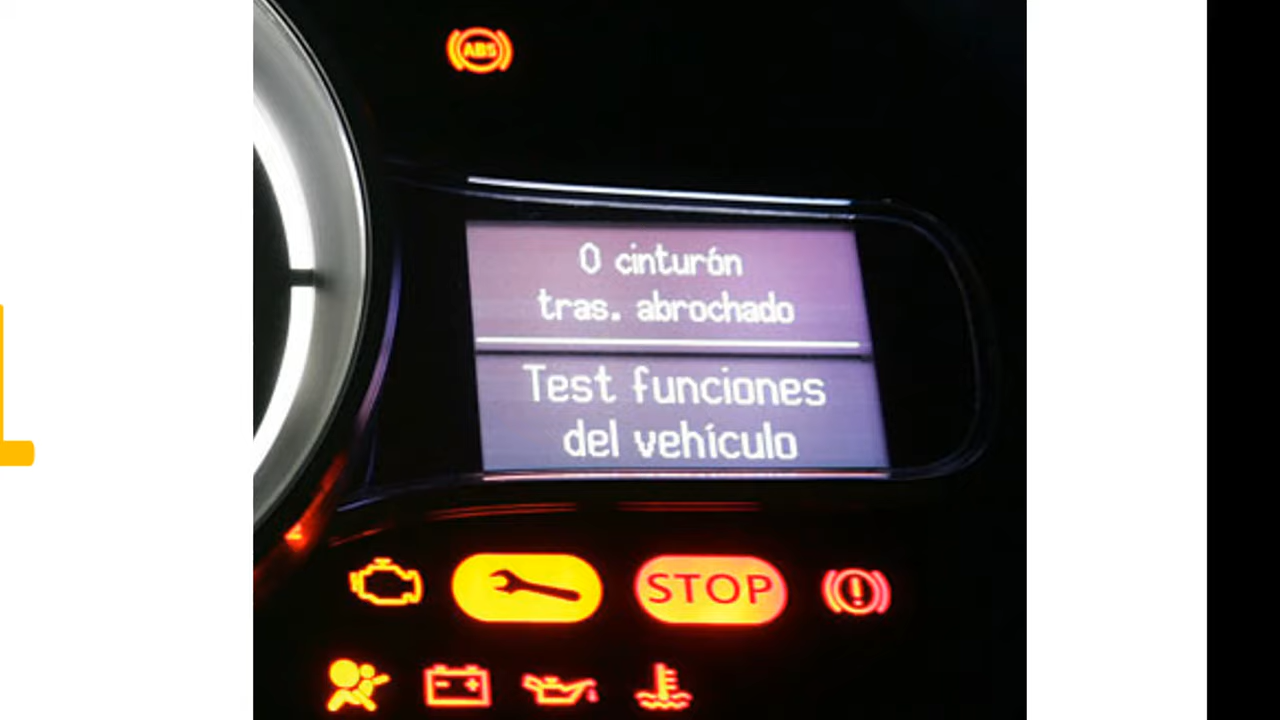 ABS
0 cinturón
tras. abrochado
Test funciones
del vehículo
STOP